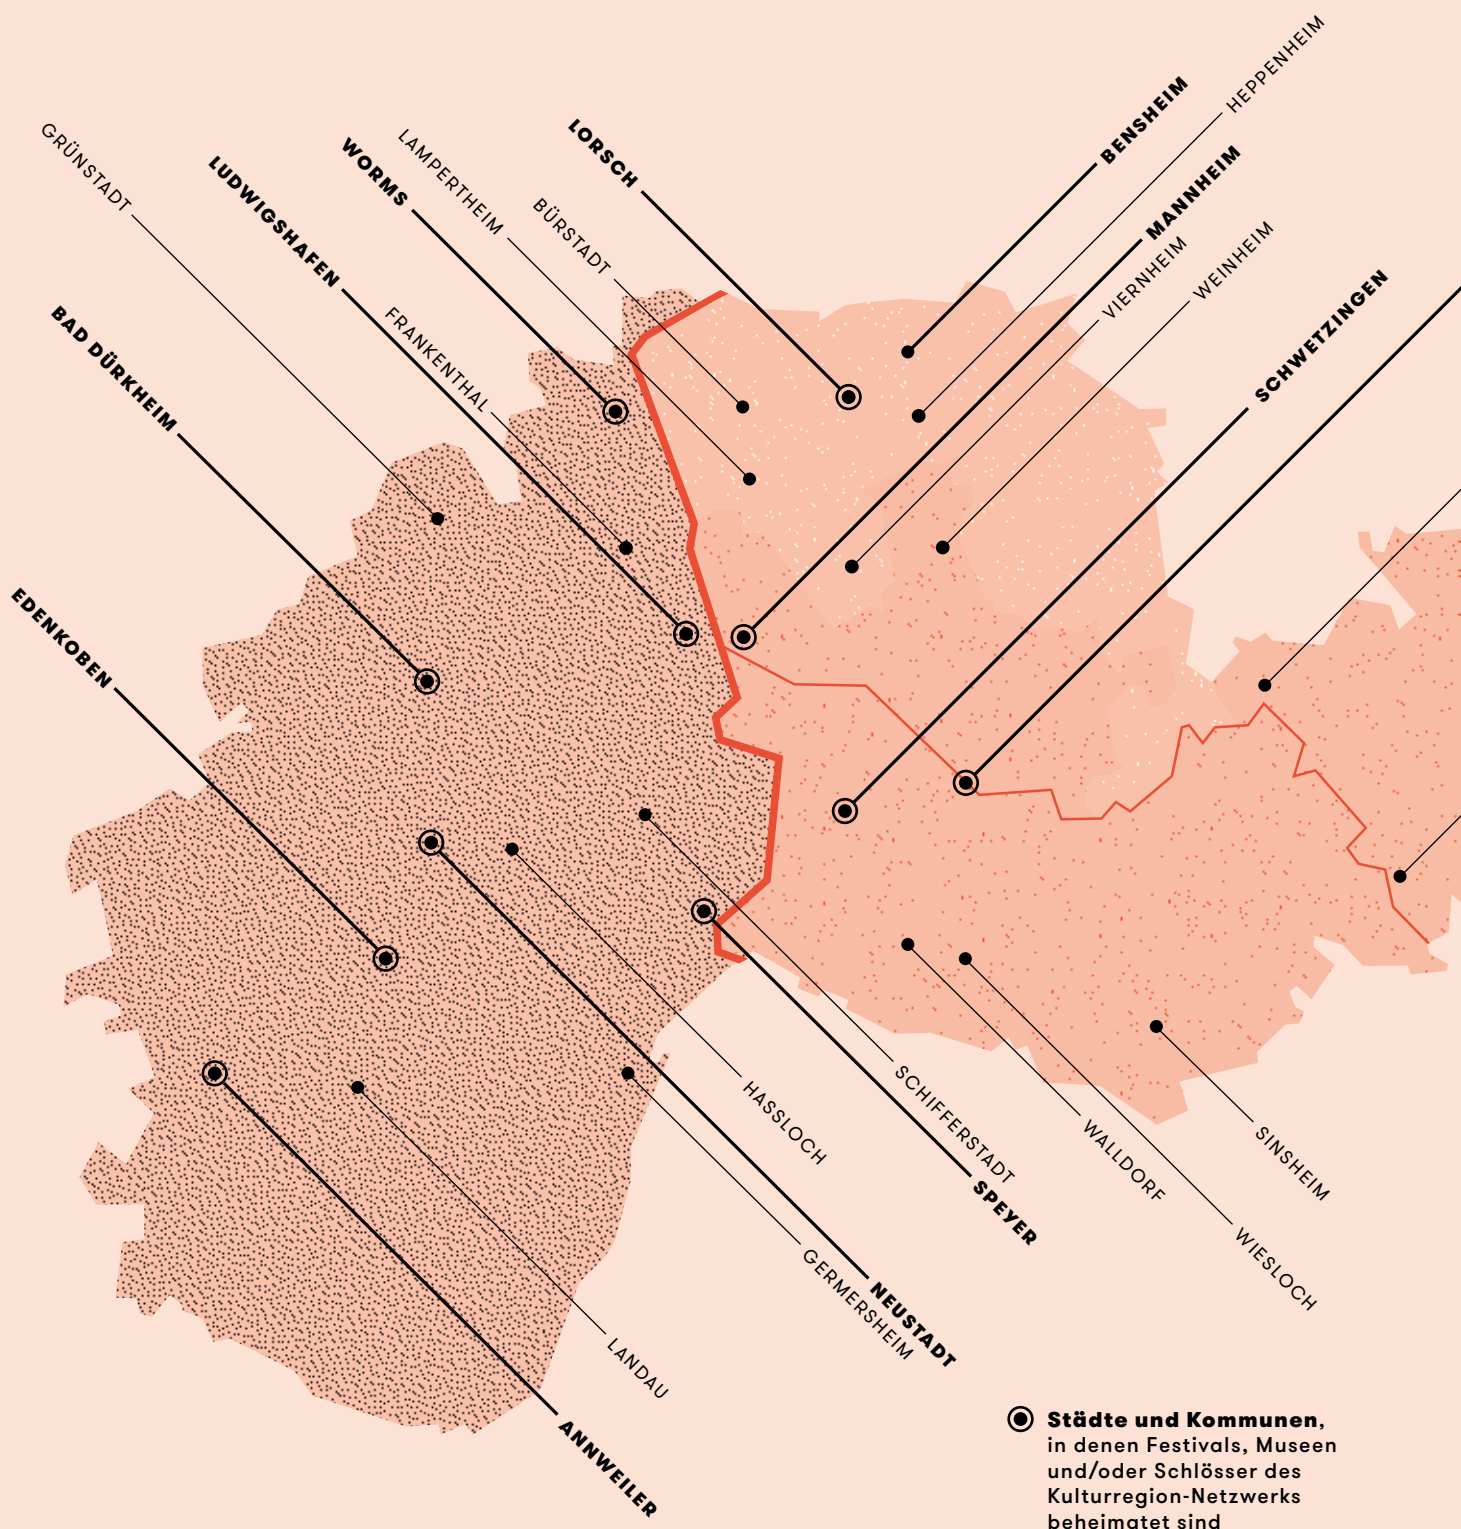 HEPPENHEIM
BENSHEIM
LORSCH
LAMPERTHEIM
WORMS
GRÜNSTADT
LUDWIGSHAFEN
MANNHEIM
BÜRSTADT
VIERNHEIM
WEINHEIM
SCHWETZINGEN
BAD DÜRKHEIM
FRANKENTHAL
EDENKOBEN
HASSLOCH
SCHIFFERSTADT
SPEYER
WALLDORF
SINSHEIM
WIESLOCH
GERMERSHEIM
NEUSTADT
LANDAU
ANNWEILER
Städte und Kommunen,
in denen Festivals, Museen
und/oder Schlösser des
Kulturregion-Netzwerks
beheimatet sind